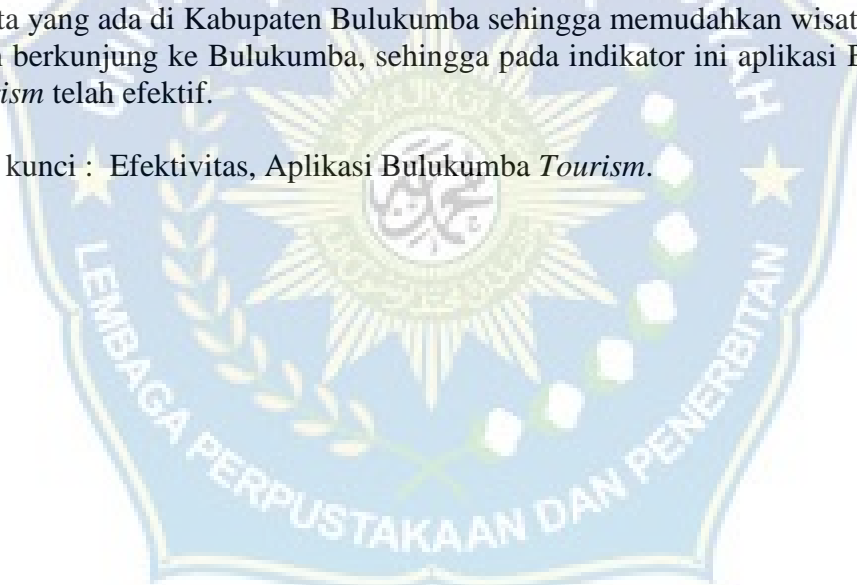 ta yang ada di Kabupaten Bulukumba sehingga memudahkan wisat
berkunjung ke Bulukumba, sehingga pada indikator ini aplikasi
ism telah efektif.
kunci : Efektivitas, Aplikasi Bulukumba Tourism.
LEMBAGA PERPUSTAKAAN DAN PENERBITAN